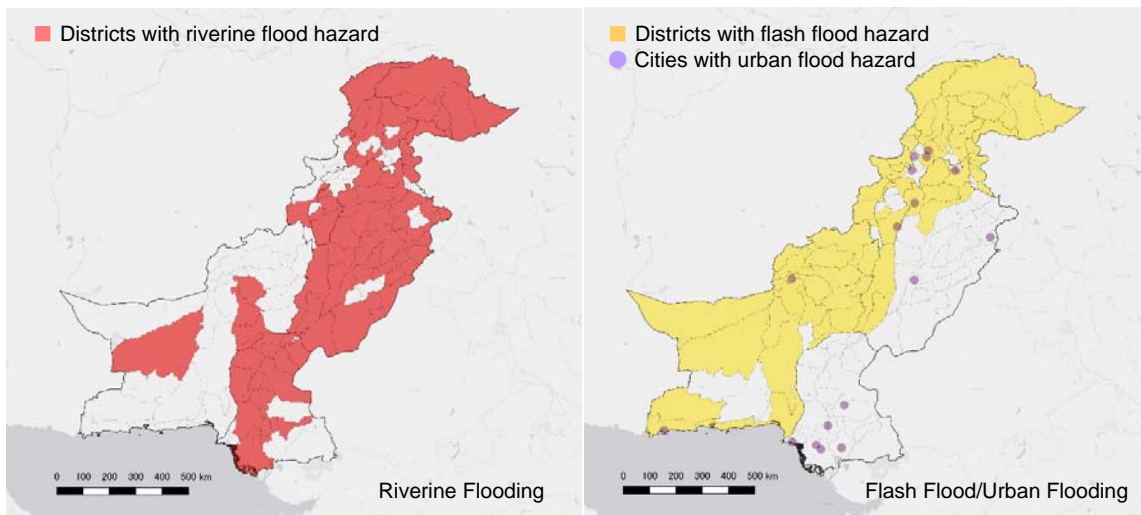 Districts with riverine flood hazard
0 100 200 300 400 500 km
Riverine Flooding
Districts with flash flood hazard
Cities with urban flood hazard
0 100 200 300 400 500 km
Flash Flood/Urban Flooding